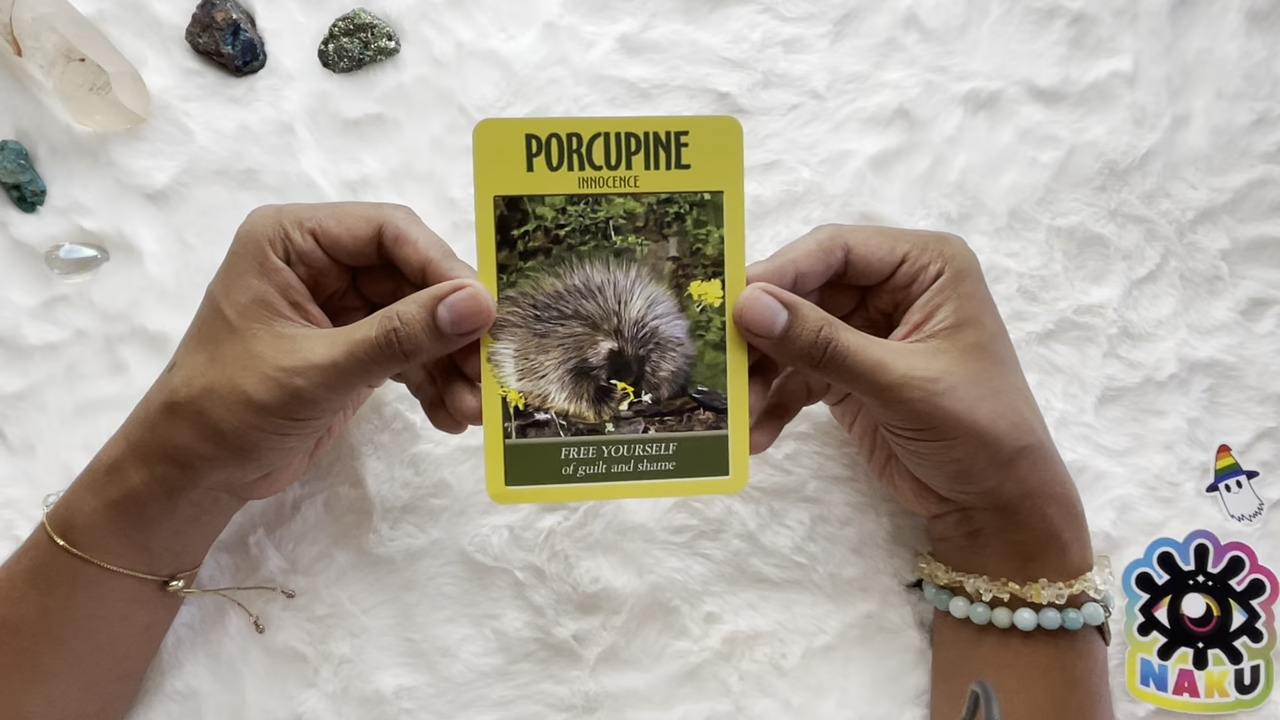 PORCUPINE
INNOCENCE
FREE YOURSELF
of guilt and shame
NAKU